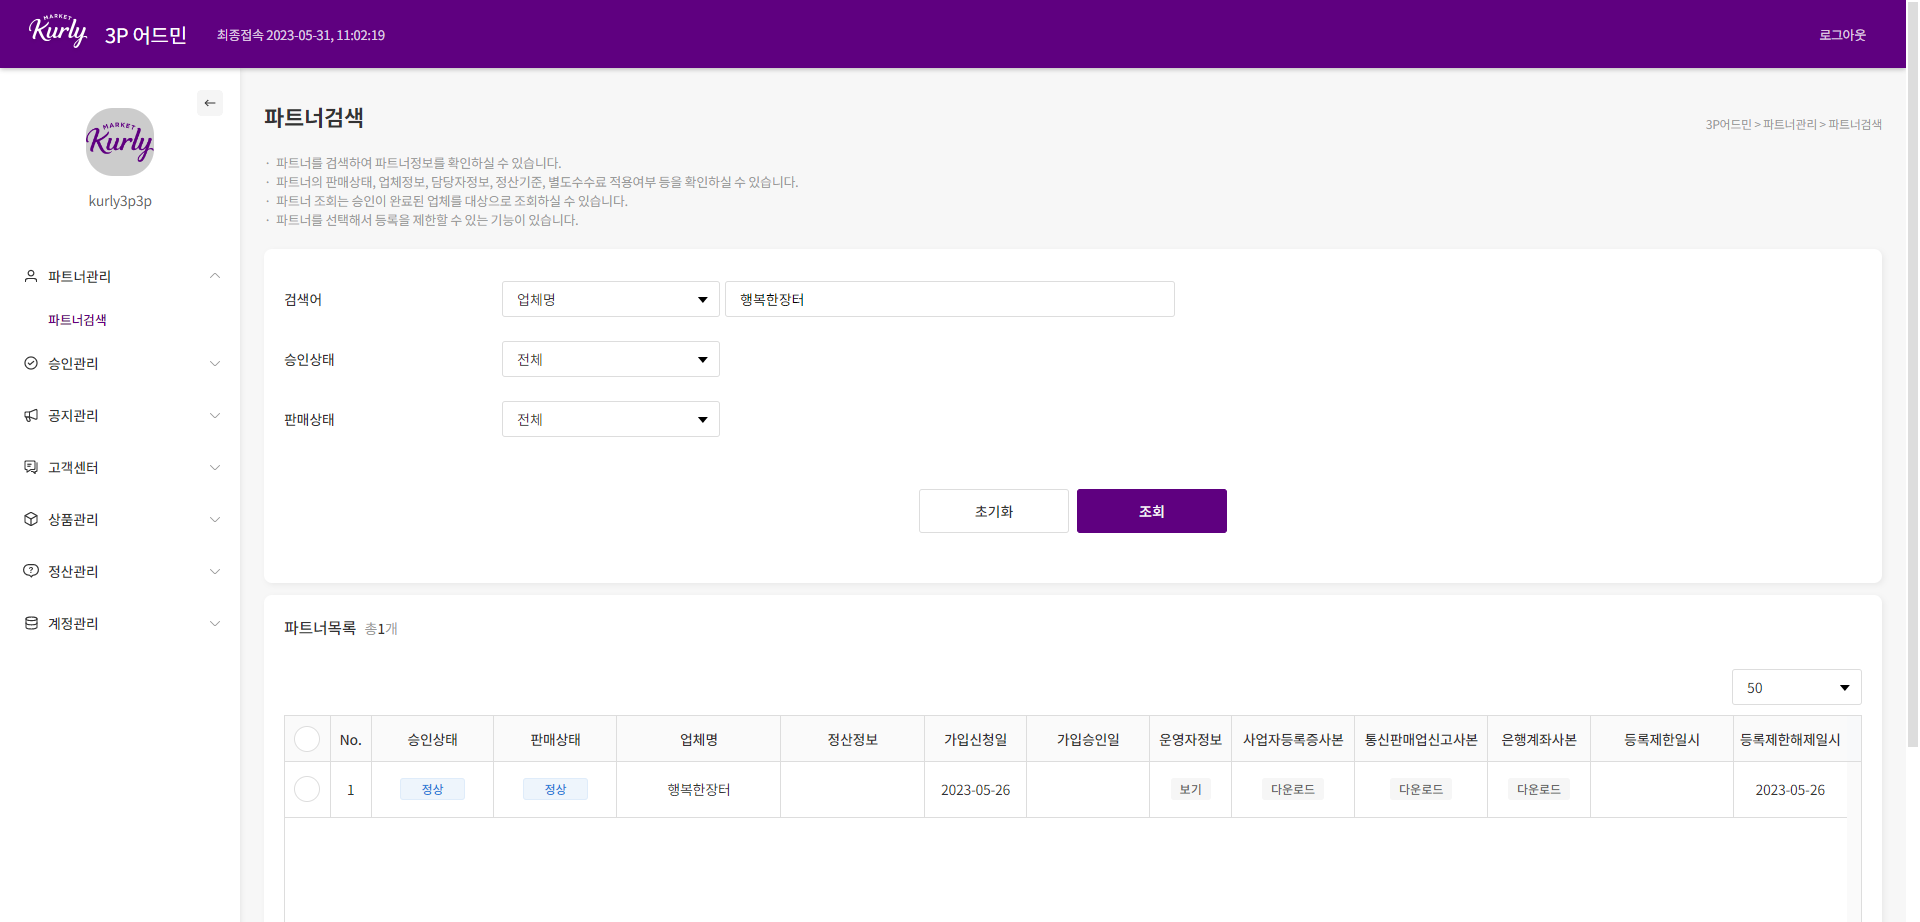 MARKET Kurly 3P 어드민 최종접속 2023-05-31, 11:02:19 로그아웃
MARKET
Kurly
kurly3p3p
파트너관리
파트너검색
승인관리
공지관리
고객센터
상품관리
정산관리
계정관리
파트너검색
3P어드민 > 파트너관리 > 파트너검색
· 파트너를 검색하여 파트너정보를 확인하실 수 있습니다.
· 파트너의 판매상태, 업체정보, 담당자정보, 정산기준, 별도수수료 적용여부 등을 확인하실 수 있습니다.
· 파트너 조회는 승인이 완료된 업체를 대상으로 조회하실 수 있습니다.
· 파트너를 선택해서 등록을 제한할 수 있는 기능이 있습니다.
검색어 업체명 행복한장터
승인상태 전체
판매상태 전체
초기화 조회
파트너목록 총1개
50
No. 승인상태 판매상태 업체명 정산정보 가입신청일 가입승인일 운영자정보 사업자등록증사본 통신판매업신고사본 은행계좌사본 등록제한일시 등록제한해제일시
1 정상 정상 행복한장터 2023-05-26 보기 다운로드 다운로드 다운로드 2023-05-26